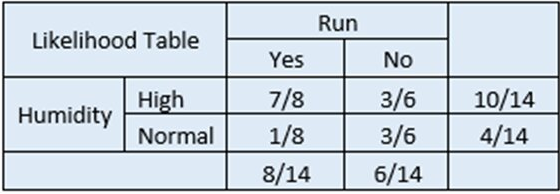 Likelihood Table
Run
Yes No
Humidity
High 7/8 3/6 10/14
Normal 1/8 3/6 4/14
8/14 6/14